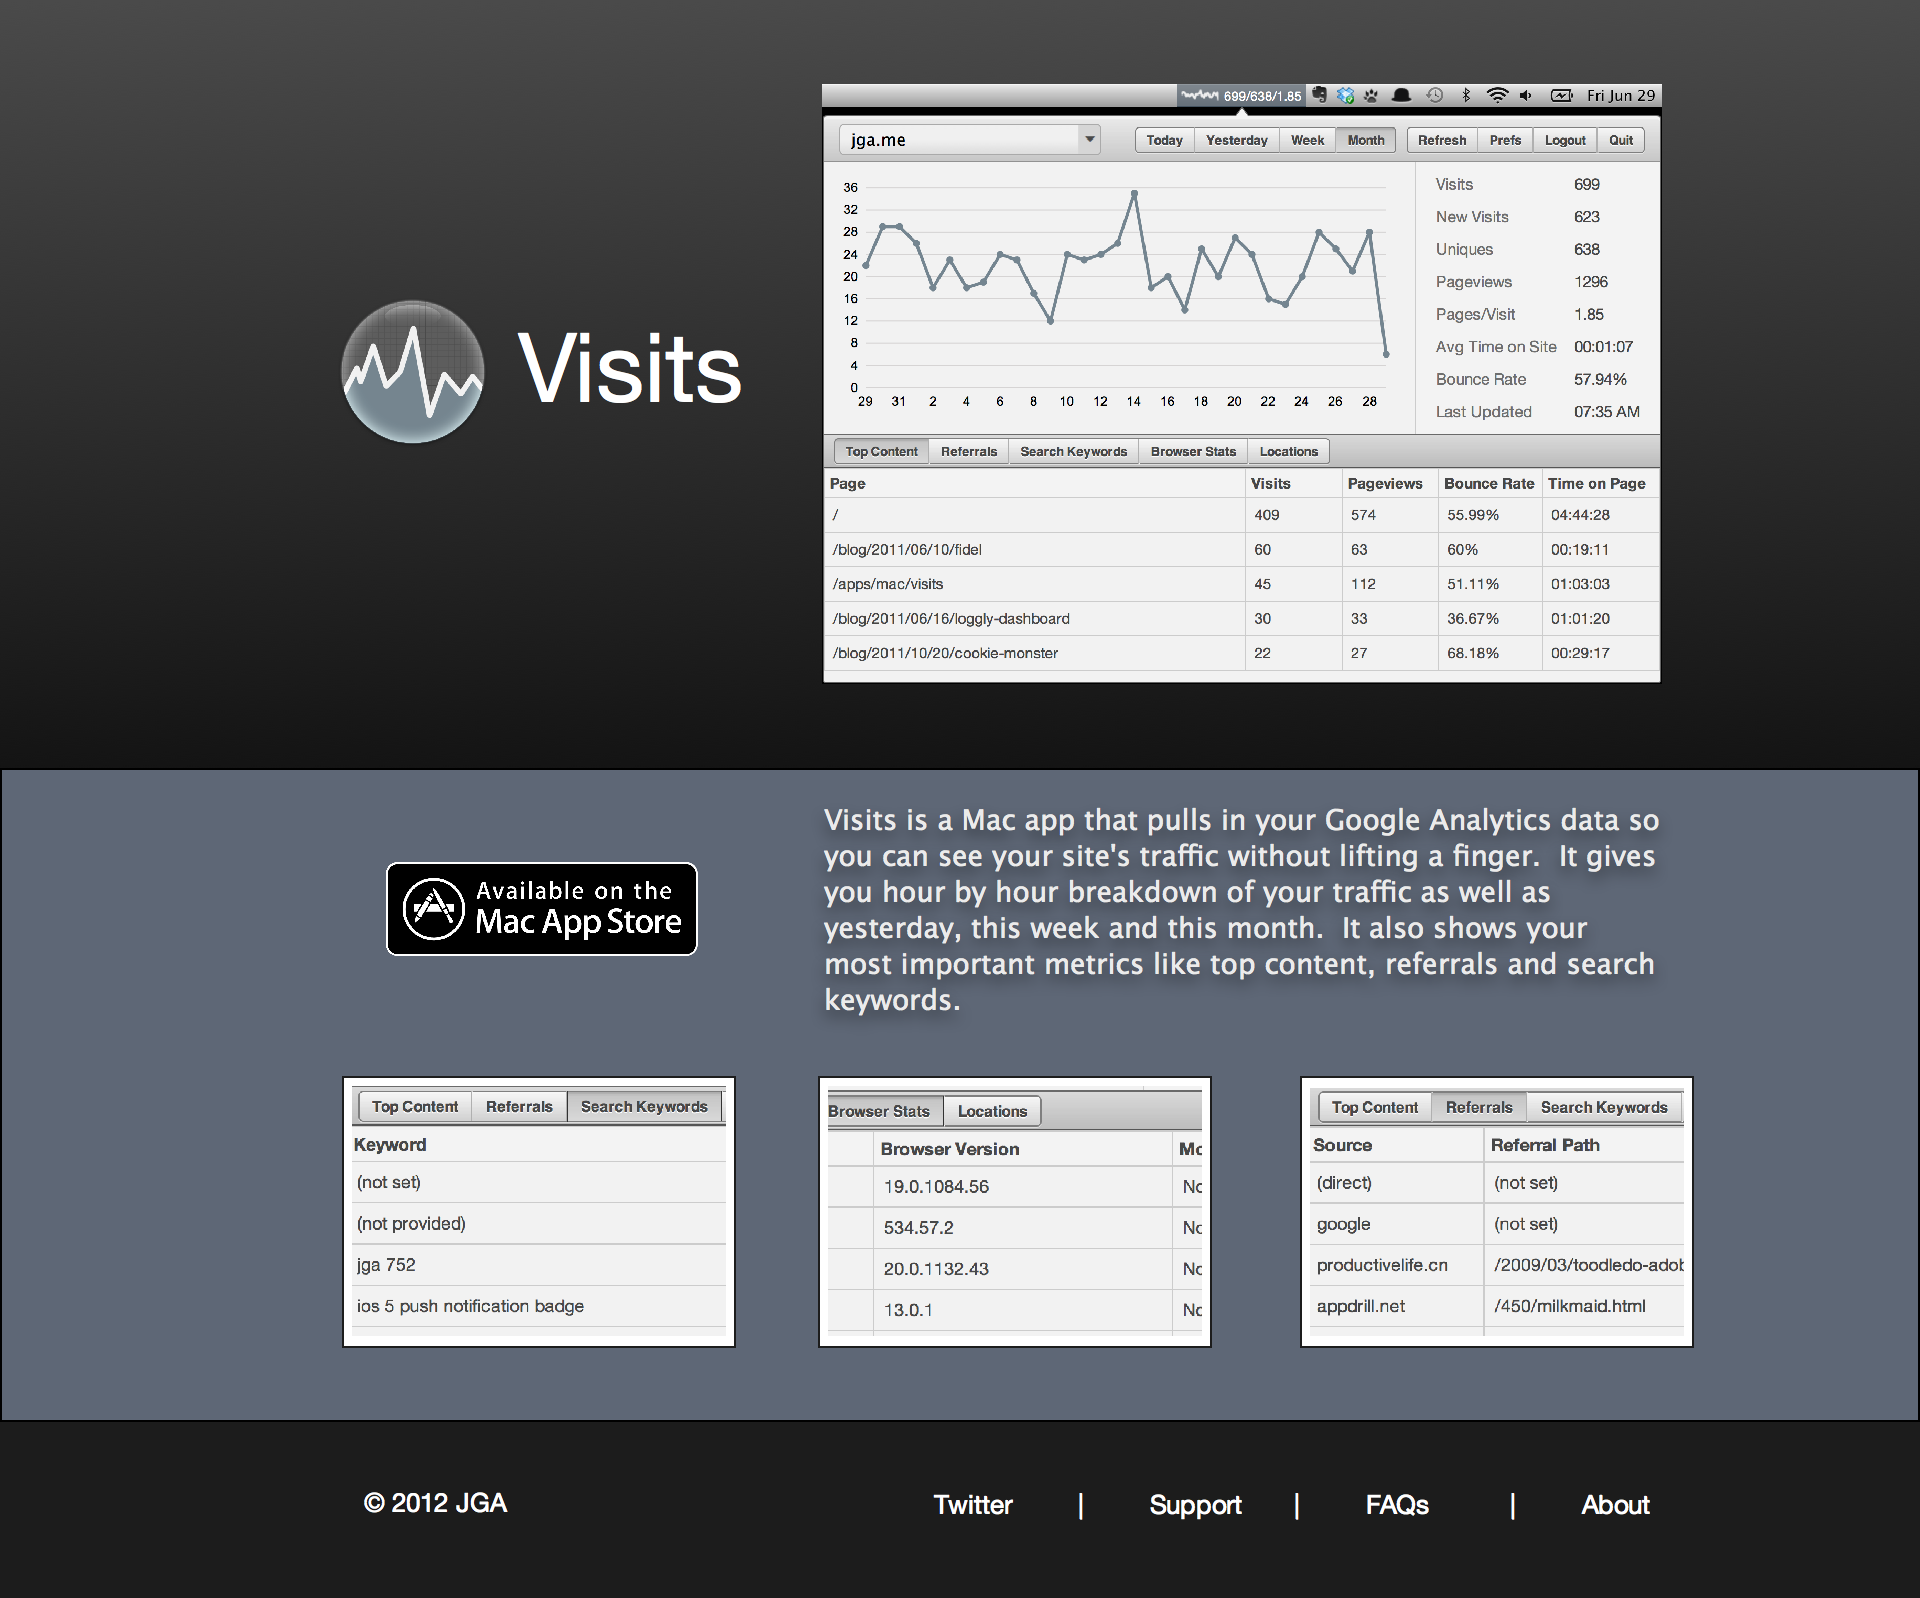 699/638/1.85 Fri Jun 29
jga.me Today Yesterday Week Month Refresh Prefs Logout Quit
36
32
28
24
20
16
12
8
4
0
29 31 2 4 6 8 10 12 14 16 18 20 22 24 26 28
Visits 699
New Visits 623
Uniques 638
Pageviews 1296
Pages/Visit 1.85
Avg Time on Site 00:01:07
Bounce Rate 57.94%
Last Updated 07:35 AM
Visits
Top Content Referrals Search Keywords Browser Stats Locations
Page Visits Pageviews Bounce Rate Time on Page
/ 409 574 55.99% 04:44:28
/blog/2011/06/10/fidel 60 63 60% 00:19:11
/apps/mac/visits 45 112 51.11% 01:03:03
/blog/2011/06/16/loggly-dashboard 30 33 36.67% 01:01:20
/blog/2011/10/20/cookie-monster 22 27 68.18% 00:29:17
Available on the
Mac App Store
Visits is a Mac app that pulls in your Google Analytics data so
you can see your site's traffic without lifting a finger. It gives
you hour by hour breakdown of your traffic as well as
yesterday, this week and this month. It also shows your
most important metrics like top content, referrals and search
keywords.
Top Content Referrals Search Keywords
Keyword
(not set)
(not provided)
jga 752
ios 5 push notification badge
Browser Stats Locations
Browser Version Mo
19.0.1084.56 No
534.57.2 No
20.0.1132.43 No
13.0.1 No
Top Content Referrals Search Keywords
Source Referral Path
(direct) (not set)
google (not set)
productivelife.cn /2009/03/toodledo-adob
appdrill.net /450/milkmaid.html
© 2012 JGA
Twitter | Support | FAQs | About